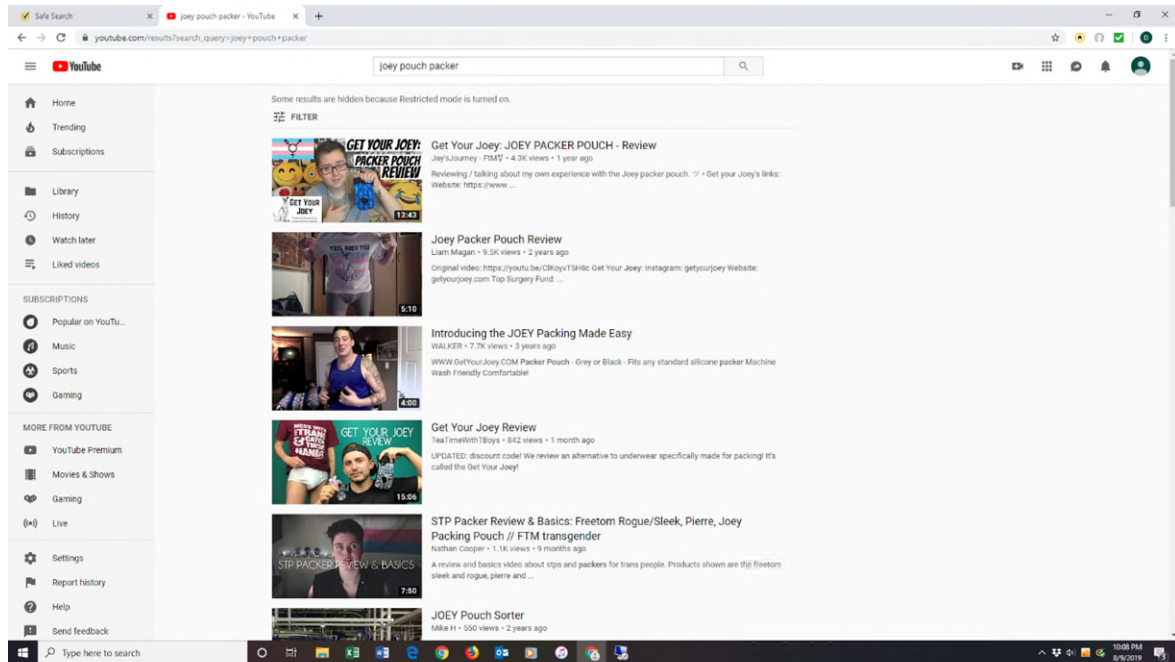 Safe Search
joey pouch packer - YouTube
youtube.com/results?search_query=joey+pouch+packer
YouTube
joey pouch packer
Home
Trending
Subscriptions
Library
History
Watch later
Liked videos
SUBSCRIPTIONS
Popular on YouTu...
Music
Sports
Gaming
MORE FROM YOUTUBE
YouTube Premium
Movies & Shows
Gaming
Live
Settings
Report history
Help
Send feedback
Some results are hidden because Restricted mode is turned on.
FILTER
GET YOUR JOEY:
PACKER POUCH
REVIEW
GET YOUR
JOEY
13:43
Get Your Joey: JOEY PACKER POUCH - Review
Jay'sJourney - FtM • 4.3K views • 1 year ago
Reviewing / talking about my own experience with the Joey packer pouch. ツ • Get your Joey's links:
Website: https://www ...
5:10
Joey Packer Pouch Review
Liam Magan • 9.5K views • 2 years ago
Original video: https://youtu.be/ClKoyvT5H8c Get Your Joey: Instagram: getyourjoey Website:
getyourjoey.com Top Surgery Fund: ...
4:00
Introducing the JOEY Packing Made Easy
WALKER • 7.7K views • 3 years ago
WWW.GetYourJoey.COM Packer Pouch - Grey or Black - Fits any standard silicone packer Machine
Wash Friendly Comfortable!
GET YOUR JOEY
REVIEW
15:06
Get Your Joey Review
TeaTimeWithTBoys • 842 views • 1 month ago
UPDATED: discount code! We review an alternative to underwear specifically made for packing! It's
called the Get Your Joey!
STP PACKER REVIEW & BASICS
7:50
STP Packer Review & Basics: Freetom Rogue/Sleek, Pierre, Joey
Packing Pouch // FTM transgender
Nathan Cooper • 1.1K views • 9 months ago
A review and basics video about stps and packers for trans people. Products shown are the freetom
sleek and rogue, pierre and ...
JOEY Pouch Sorter
Mike H • 550 views • 2 years ago
Type here to search
10:08 PM
8/9/2019